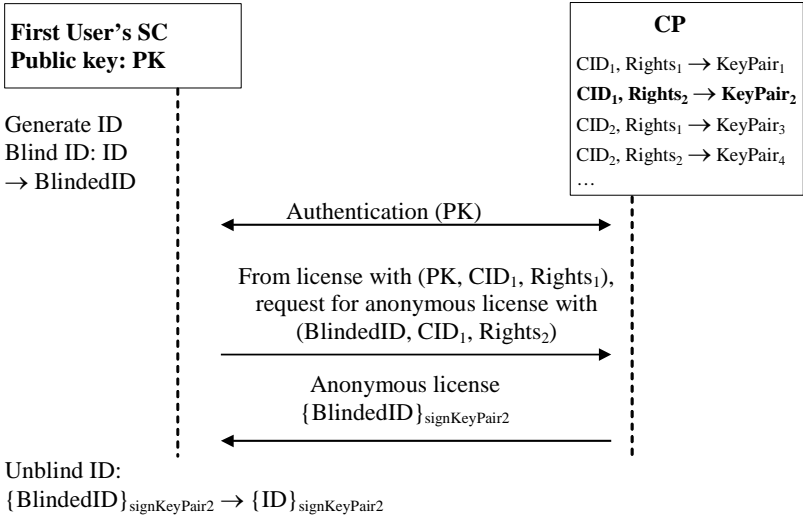 First User's SC
Public key: PK
CP
CID₁, Rights₁ → KeyPair₁
CID₁, Rights₂ → KeyPair₂
CID₂, Rights₁ → KeyPair₃
CID₂, Rights₂ → KeyPair₄
…
Generate ID
Blind ID: ID
→ BlindedID
Authentication (PK)
From license with (PK, CID₁, Rights₁),
request for anonymous license with
(BlindedID, CID₁, Rights₂)
Anonymous license
{BlindedID}signKeyPair2
Unblind ID:
{BlindedID}signKeyPair2 → {ID}signKeyPair2